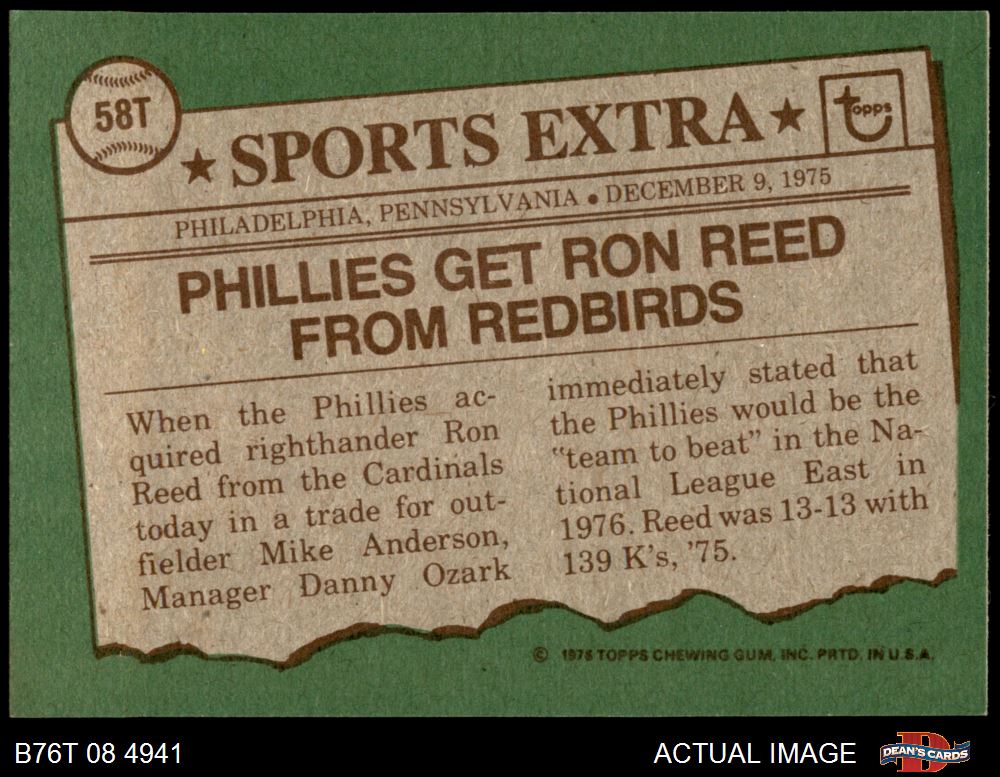 58T
★ SPORTS EXTRA ★
topps
PHILADELPHIA, PENNSYLVANIA • DECEMBER 9, 1975
PHILLIES GET RON REED
FROM REDBIRDS
When the Phillies ac-
quired righthander Ron
Reed from the Cardinals
today in a trade for out-
fielder Mike Anderson,
Manager Danny Ozark
immediately stated that
the Phillies would be the
“team to beat” in the Na-
tional League East in
1976. Reed was 13-13 with
139 K's, '75.
© 1976 TOPPS CHEWING GUM, INC. PRTD. IN U.S.A.
B76T 08 4941
ACTUAL IMAGE
DEAN'S CARDS